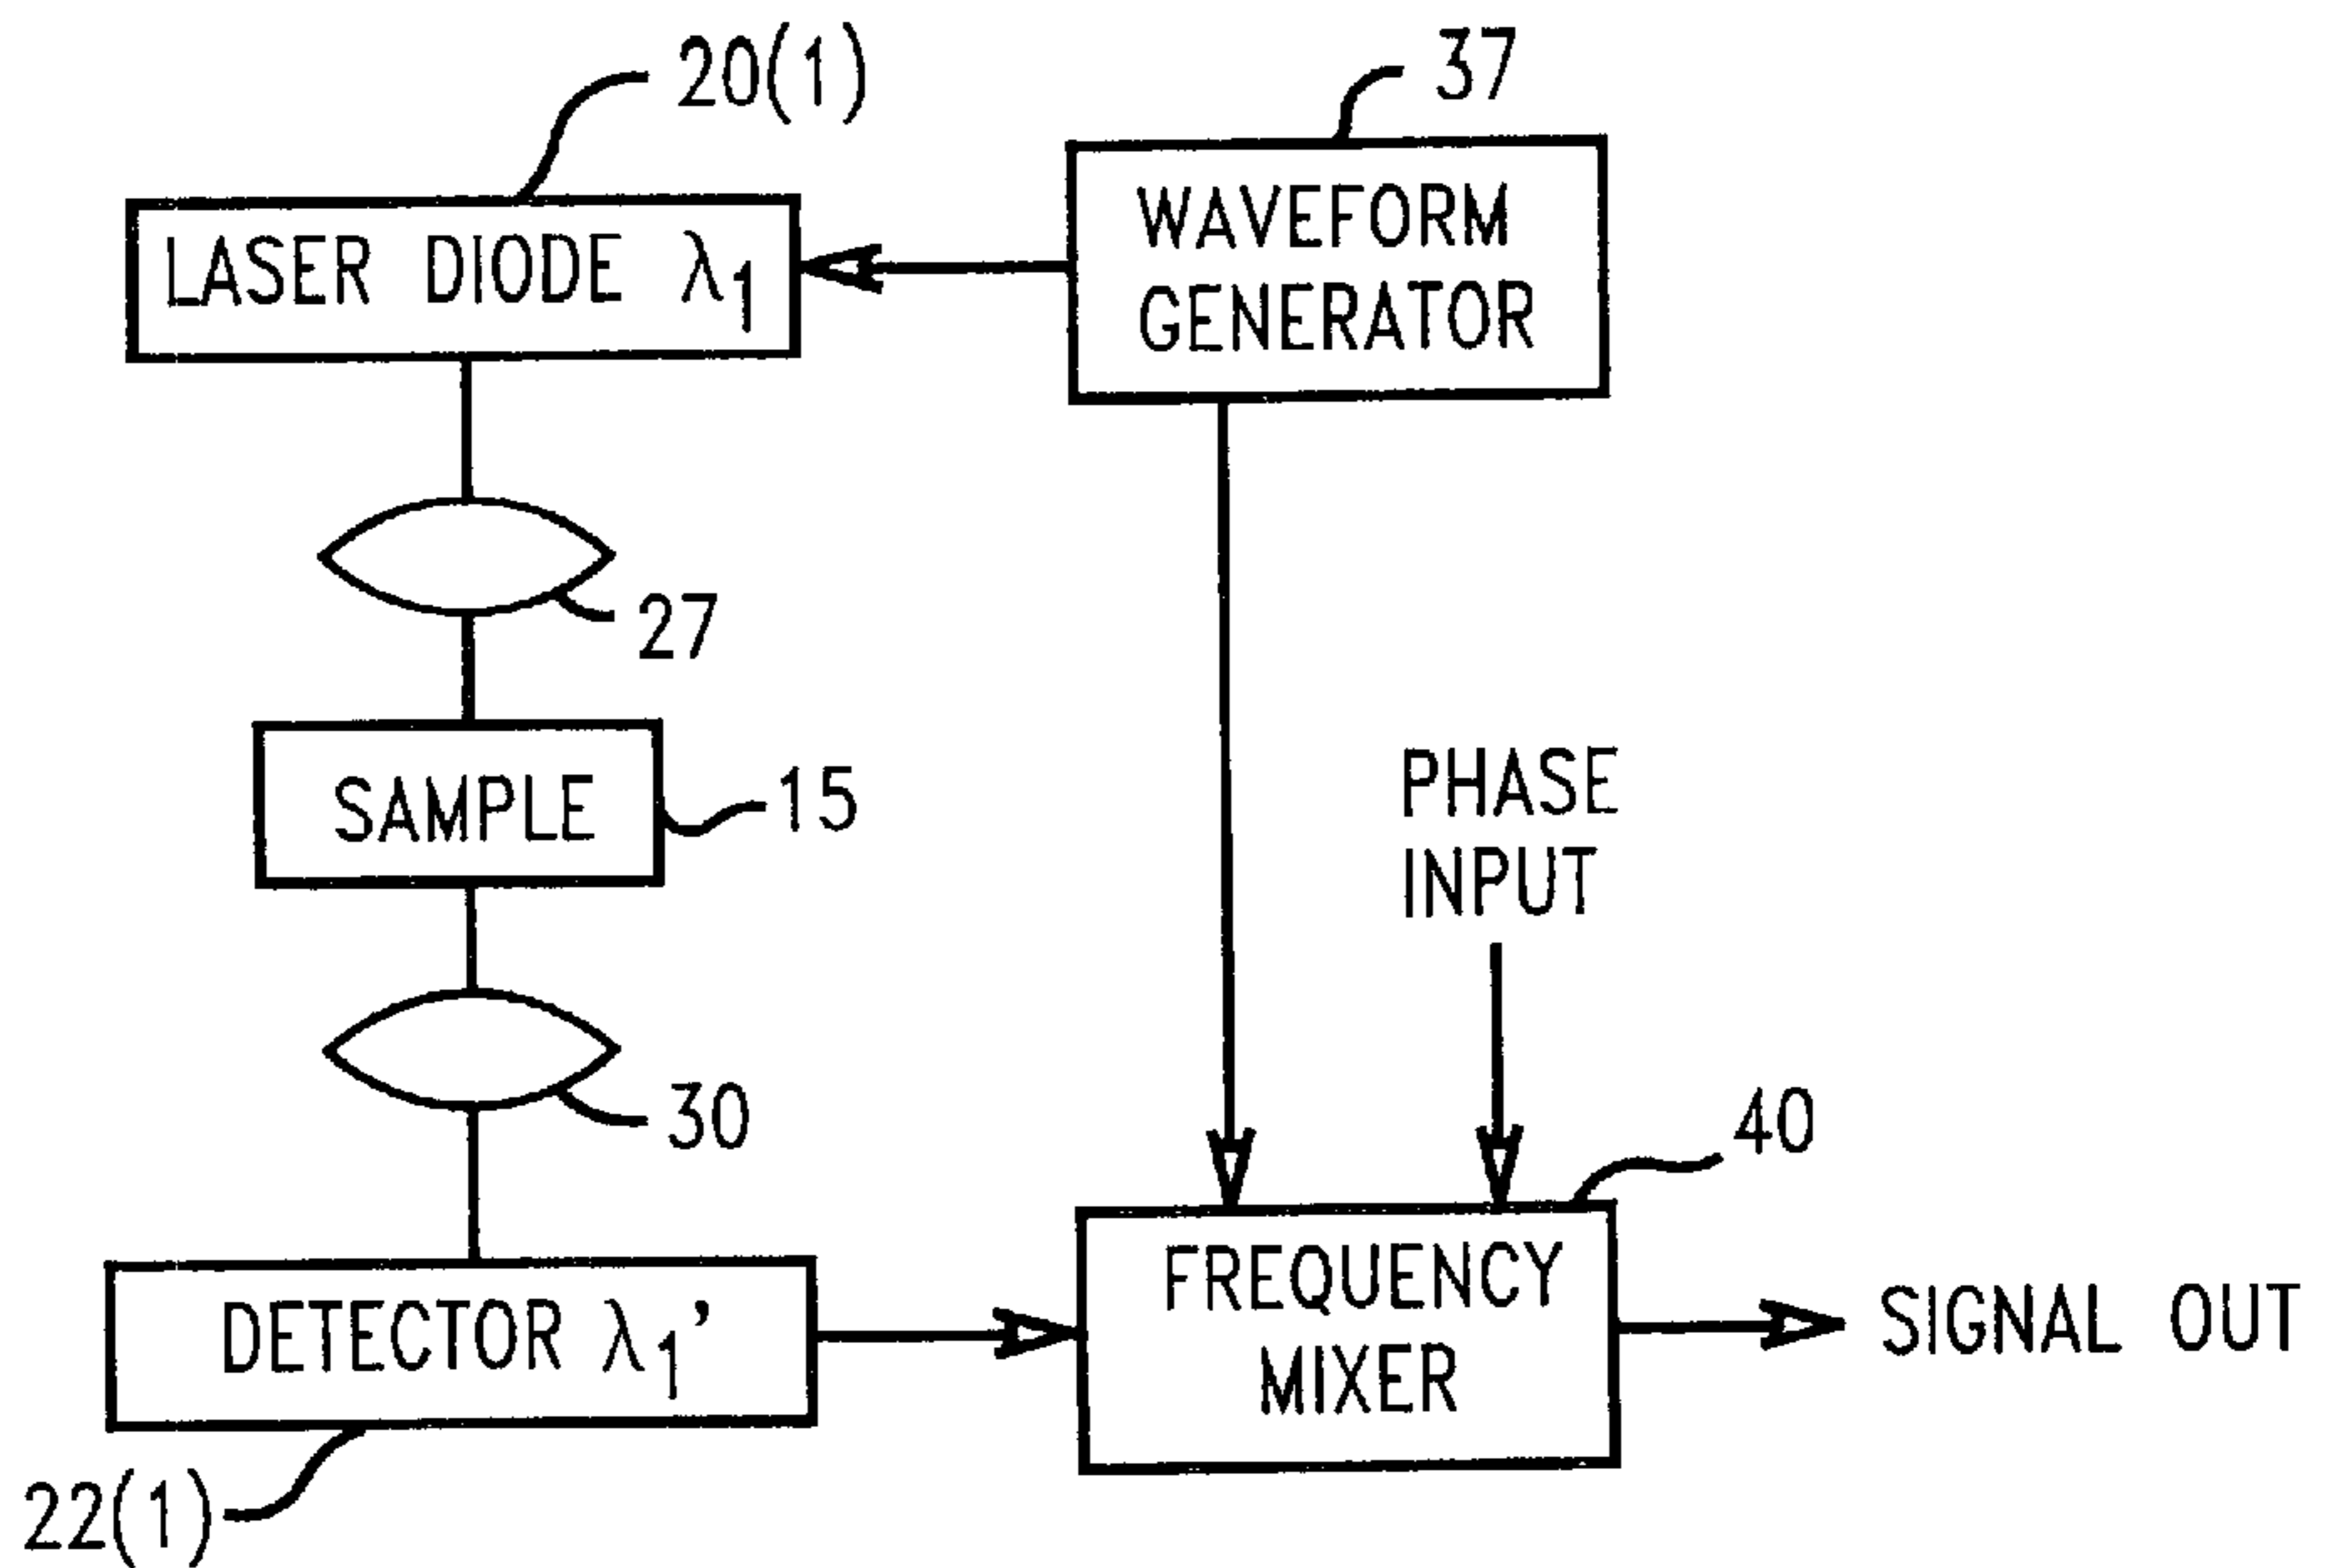 20(1)
37
LASER DIODE λ1
WAVEFORM
GENERATOR
27
SAMPLE
15
PHASE
INPUT
30
40
DETECTOR λ1'
FREQUENCY
MIXER
SIGNAL OUT
22(1)